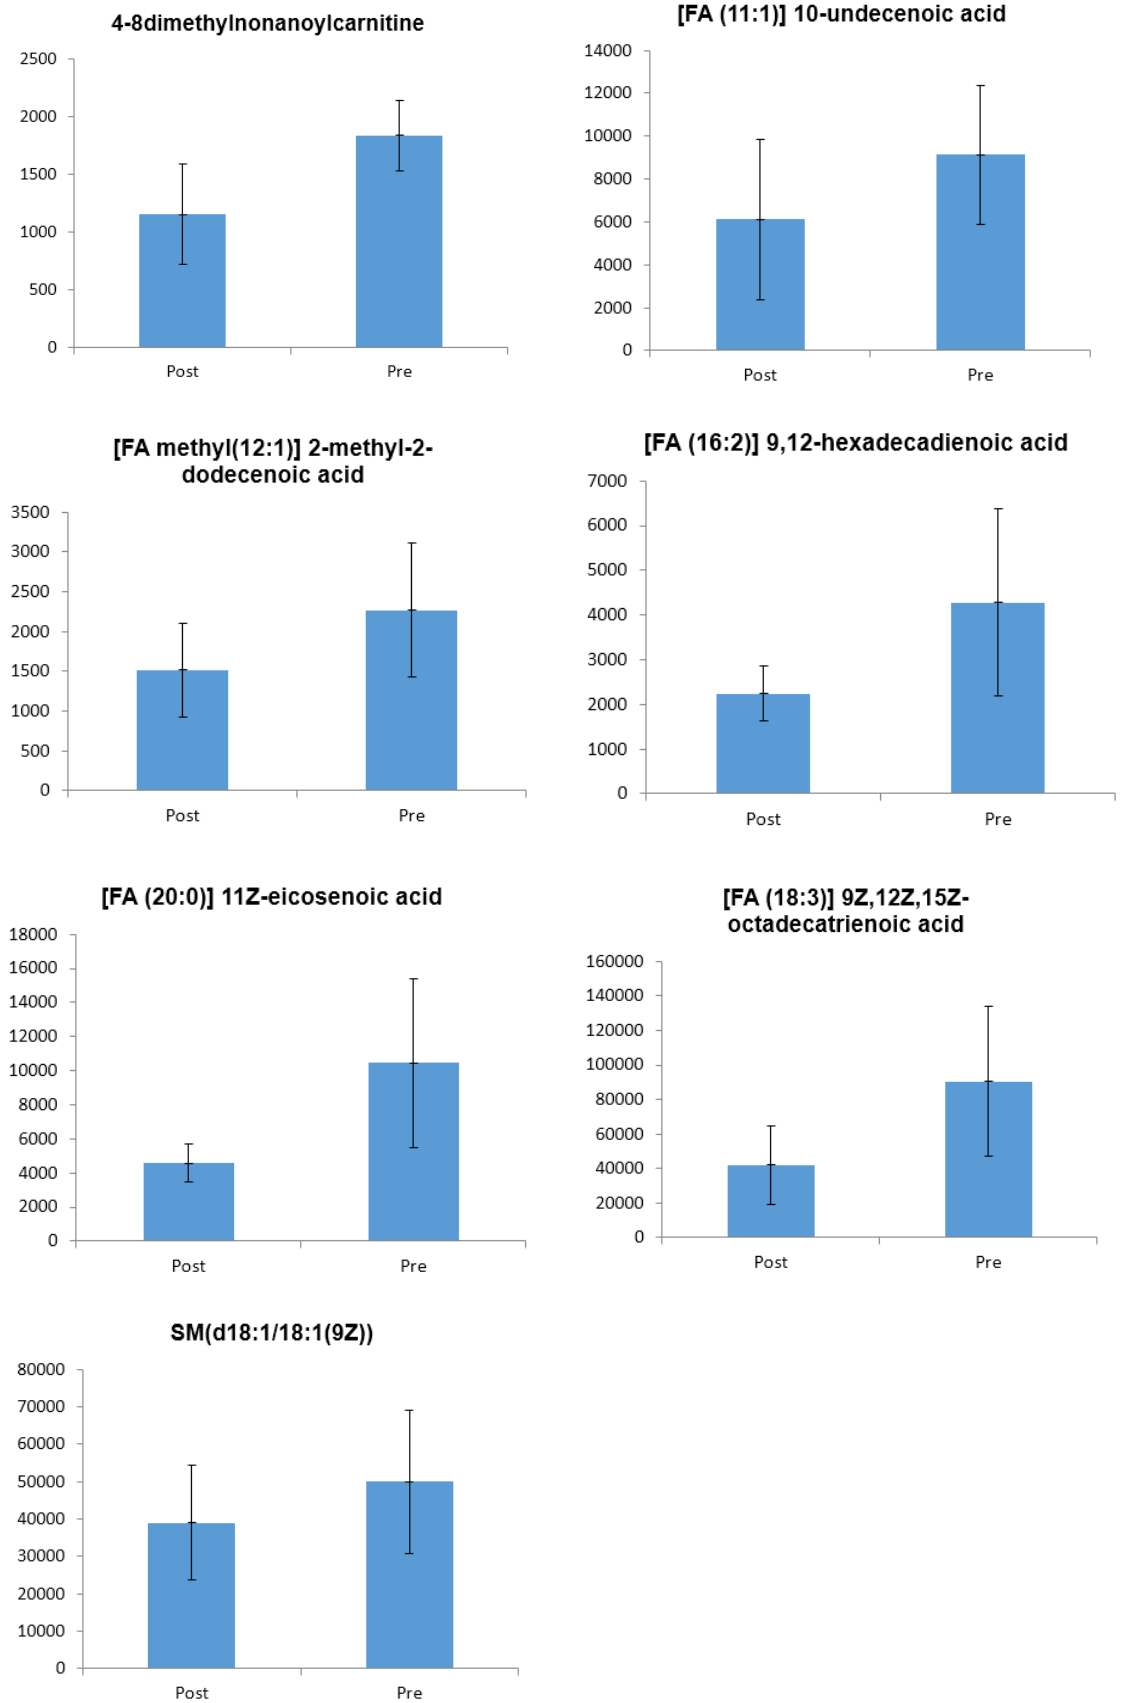 4-8dimethylnonanoylcarnitine
2500
2000
1500
1000
500
0
Post
Pre
[FA (11:1)] 10-undecenoic acid
14000
12000
10000
8000
6000
4000
2000
0
Post
Pre
[FA methyl(12:1)] 2-methyl-2-
dodecenoic acid
3500
3000
2500
2000
1500
1000
500
0
Post
Pre
[FA (16:2)] 9,12-hexadecadienoic acid
7000
6000
5000
4000
3000
2000
1000
0
Post
Pre
[FA (20:0)] 11Z-eicosenoic acid
18000
16000
14000
12000
10000
8000
6000
4000
2000
0
Post
Pre
[FA (18:3)] 9Z,12Z,15Z-
octadecatrienoic acid
160000
140000
120000
100000
80000
60000
40000
20000
0
Post
Pre
SM(d18:1/18:1(9Z))
80000
70000
60000
50000
40000
30000
20000
10000
0
Post
Pre